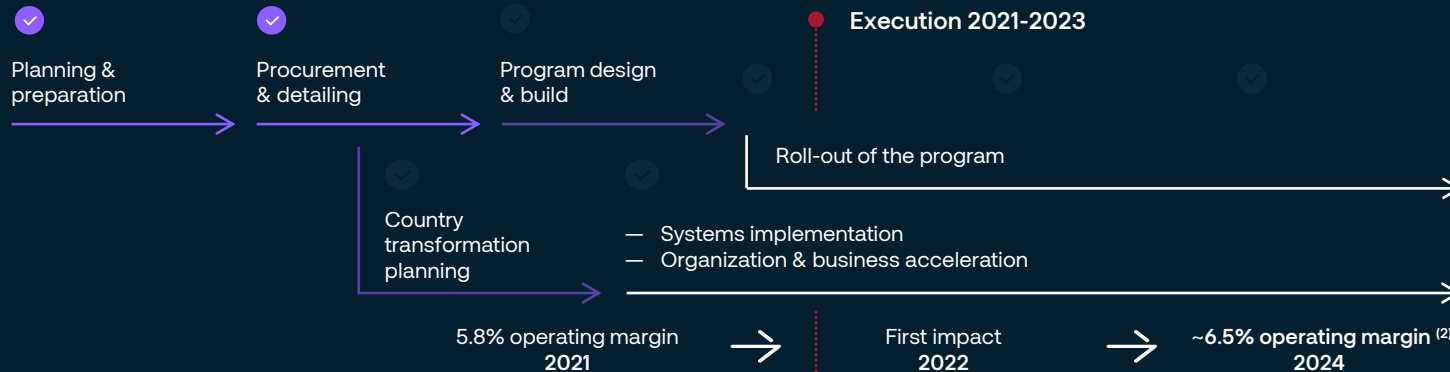 Execution 2021-2023
Planning &
preparation
Procurement
& detailing
Program design
& build
Roll-out of the program
Country
transformation
planning
— Systems implementation
— Organization & business acceleration
5.8% operating margin
2021
First impact
2022
~6.5% operating margin (2)
2024